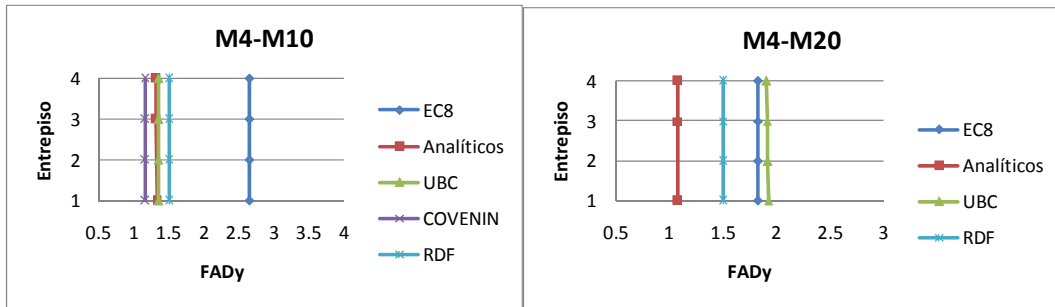 M4-M10
4
3
2
1
Entrepiso
0.5 1 1.5 2 2.5 3 3.5 4
FADy
EC8
Analíticos
UBC
COVENIN
RDF
M4-M20
4
3
2
1
Entrepiso
0.5 1 1.5 2 2.5 3
FADy
EC8
Analíticos
UBC
RDF